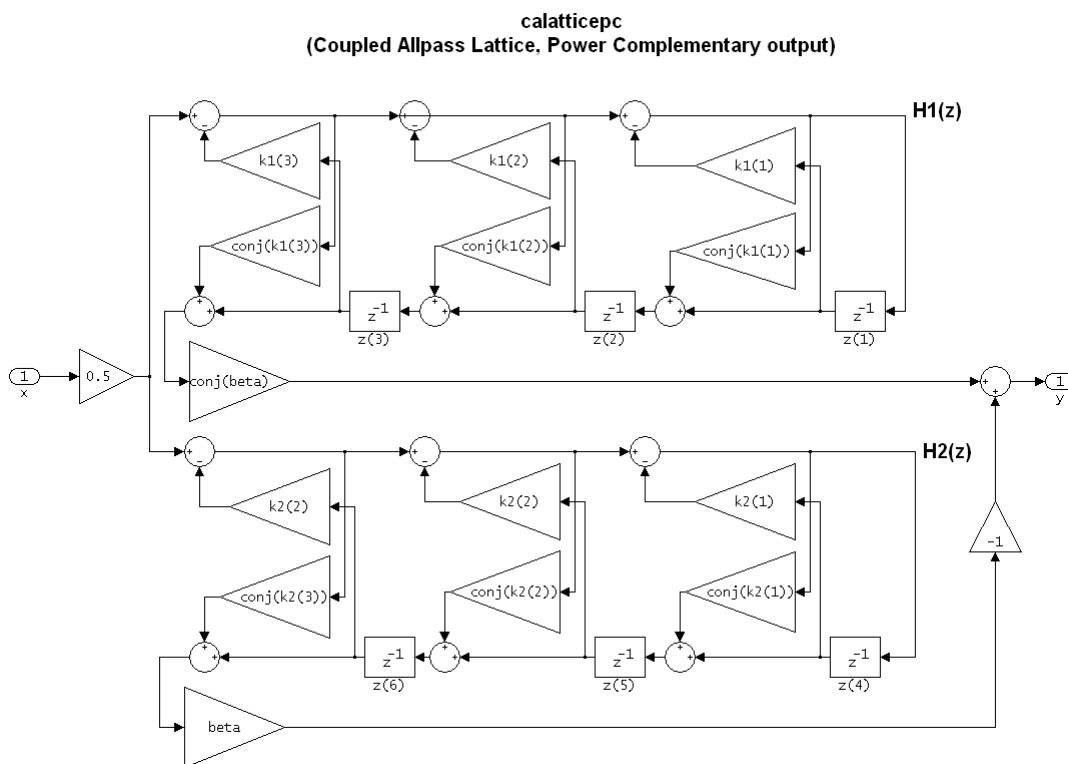 calatticepc
(Coupled Allpass Lattice, Power Complementary output)
H1(z)
k1(3)
k1(2)
k1(1)
conj(k1(3))
conj(k1(2))
conj(k1(1))
z-1
z-1
z-1
z(3)
z(2)
z(1)
1
x
0.5
conj(beta)
1
y
H2(z)
k2(2)
k2(2)
k2(1)
-1
conj(k2(3))
conj(k2(2))
conj(k2(1))
z-1
z-1
z-1
z(6)
z(5)
z(4)
beta